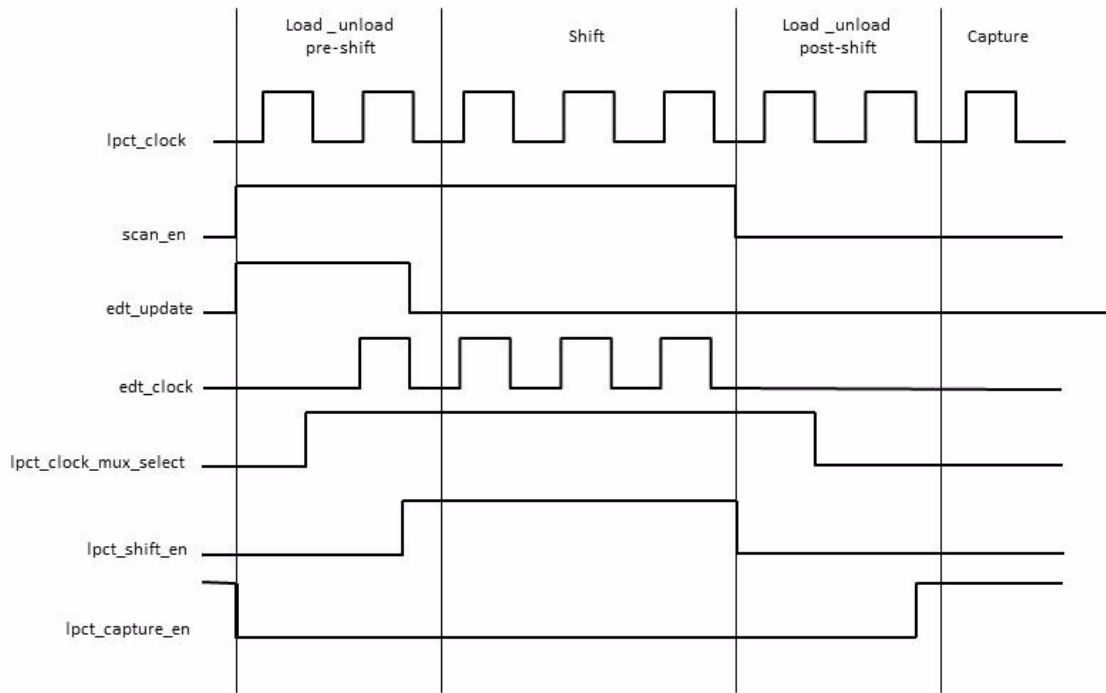 Load _unload
pre-shift
Shift
Load _unload
post-shift
Capture
lpct_clock
scan_en
edt_update
edt_clock
lpct_clock_mux_select
lpct_shift_en
lpct_capture_en